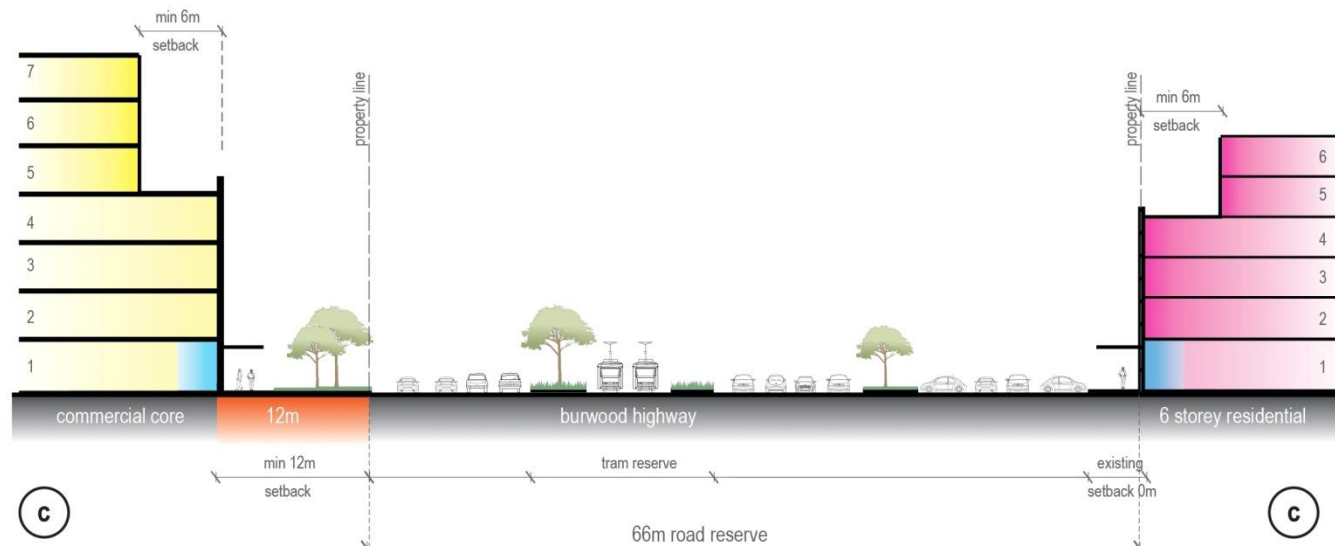 min 6m
setback
7
6
5
4
3
2
1
property line
property line
min 6m
setback
6
5
4
3
2
1
commercial core
12m
burwood highway
6 storey residential
min 12m
setback
tram reserve
existing
setback 0m
c
c
66m road reserve